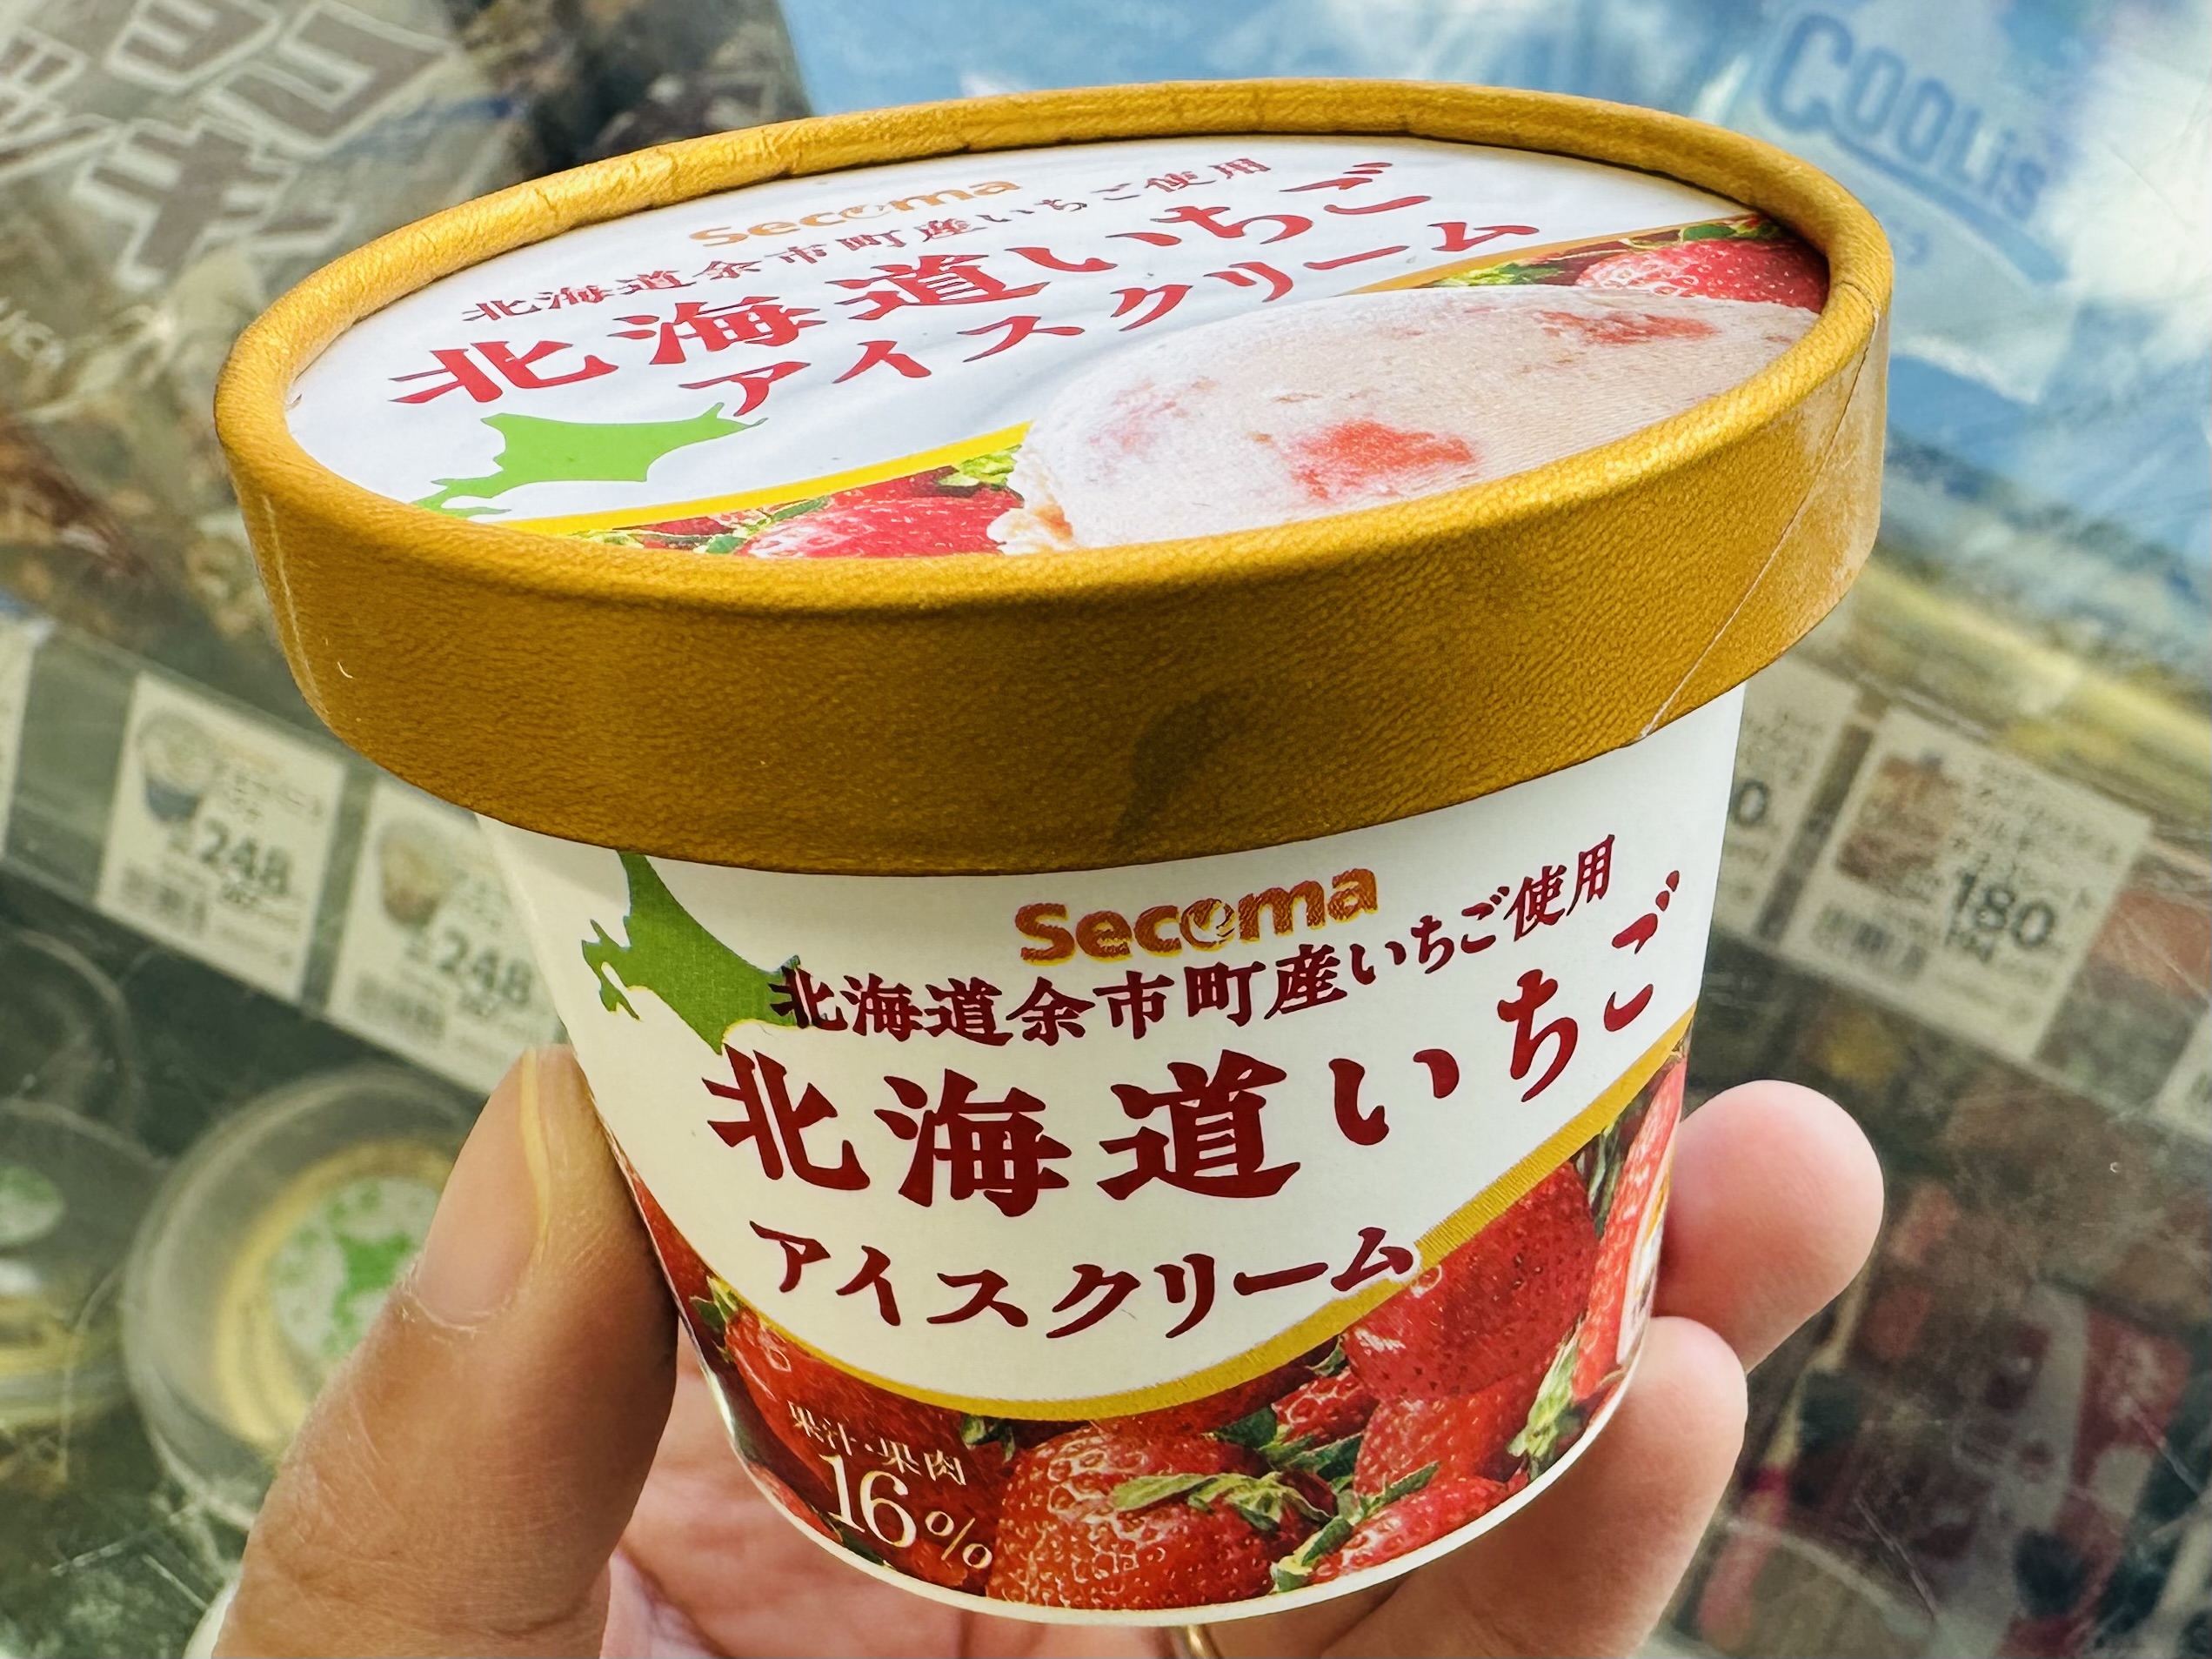 COOLiSH
Secoma
北海道余市町産いちご使用
北海道いちご
アイスクリーム
248
248
180
Secoma
北海道余市町産いちご使用
北海道いちご
アイスクリーム
果汁・果肉
16%